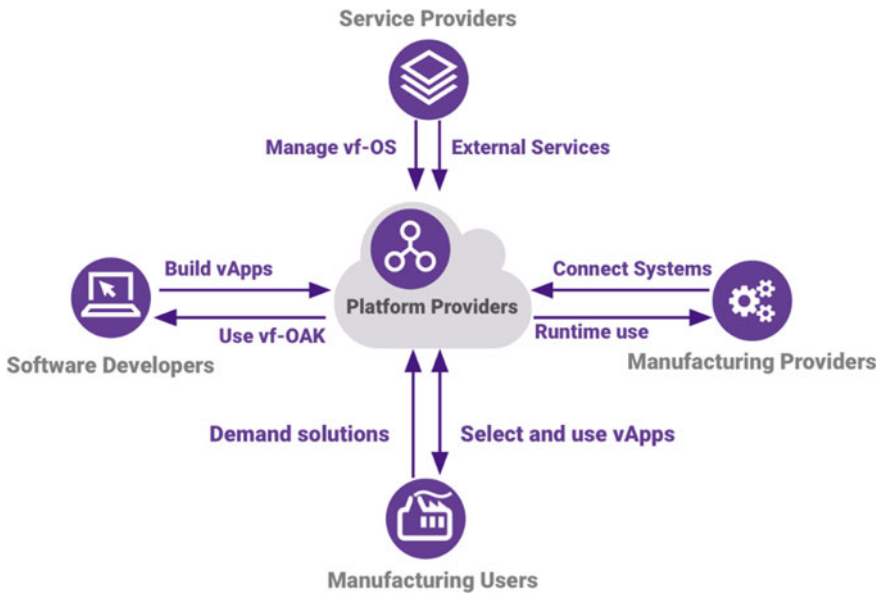 Service Providers
Manage vf-OS
External Services
Build vApps
Connect Systems
Platform Providers
Use vf-OAK
Runtime use
Software Developers
Manufacturing Providers
Demand solutions
Select and use vApps
Manufacturing Users